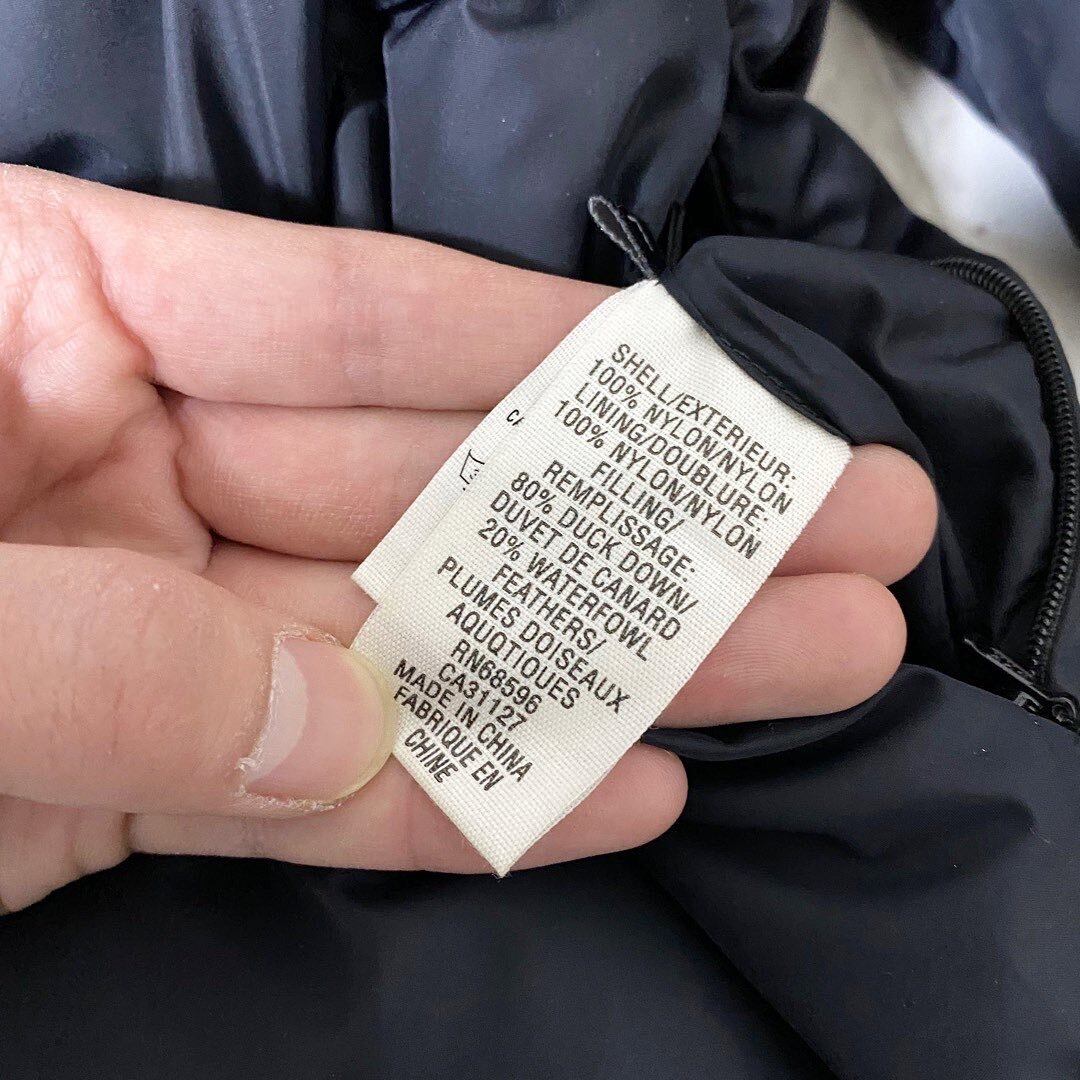 SHELL/EXTERIEUR:
100% NYLON/NYLON
LINING/DOUBLURE:
100% NYLON/NYLON
FILLING/
REMPLISSAGE:
80% DUCK DOWN/
DUVET DE CANARD
20% WATERFOWL
FEATHERS/
PLUMES DOISEAUX
AQUQTIQUES
RN68596
CA31127
MADE IN CHINA
FABRIQUE EN
CHINE